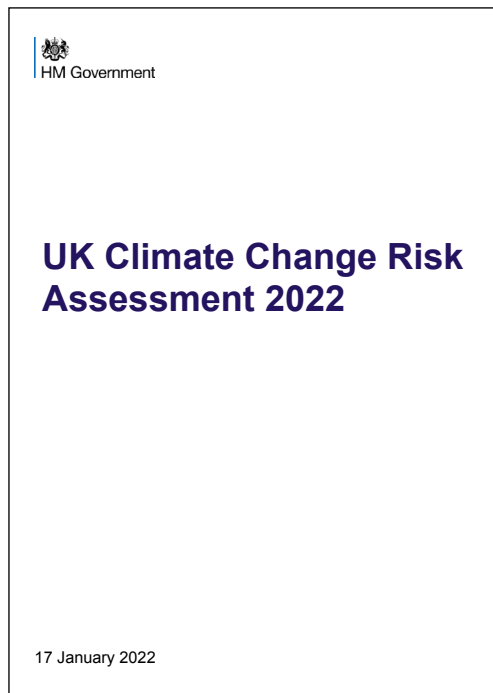 HM Government
UK Climate Change Risk
Assessment 2022
17 January 2022